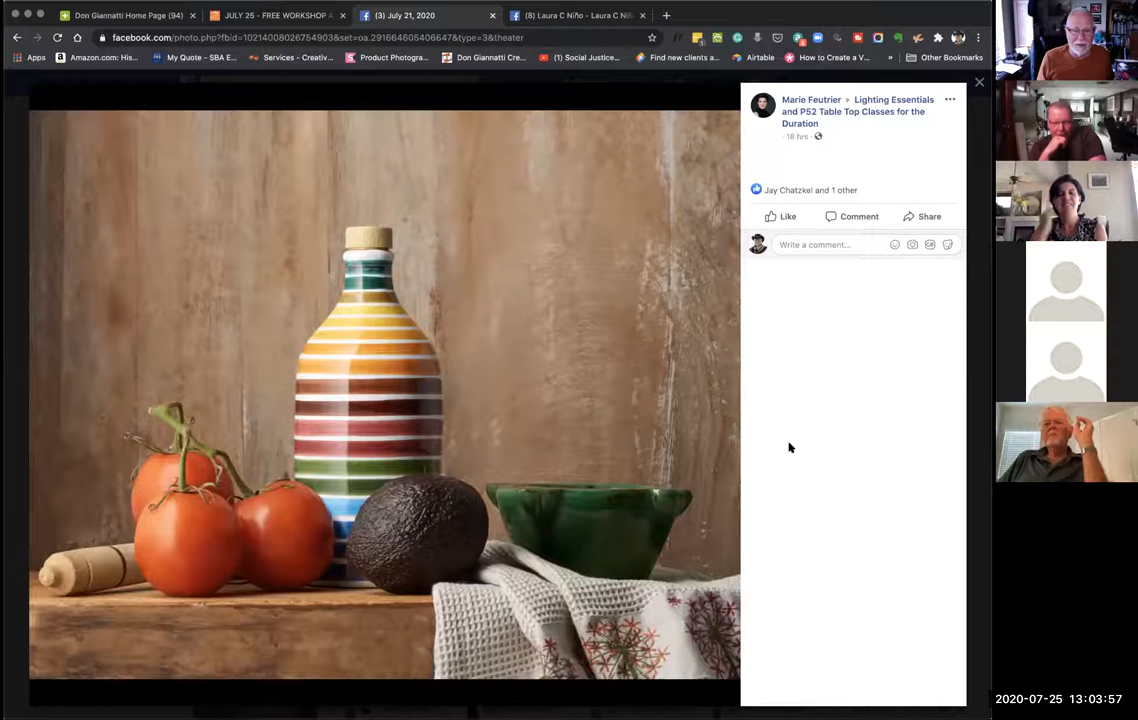 Don Giannatti Home Page (94)
JULY 25 - FREE WORKSHOP A
(3) July 21, 2020
(8) Laura C Niño - Laura C Niñ
facebook.com/photo.php?fbid=10214008026754903&set=oa.291664605406647&type=3&theater
Apps
Amazon.com: His...
My Quote - SBA E...
Services - Creativ...
Product Photogra...
Don Giannatti Cre...
(1) Social Justice...
Find new clients a...
Airtable
How to Create a V...
»
Other Bookmarks
Marie Feutrier ▸ Lighting Essentials
and P52 Table Top Classes for the
Duration
18 hrs ·
Jay Chatzkel and 1 other
Like Comment Share
Write a comment...
2020-07-25 13:03:57